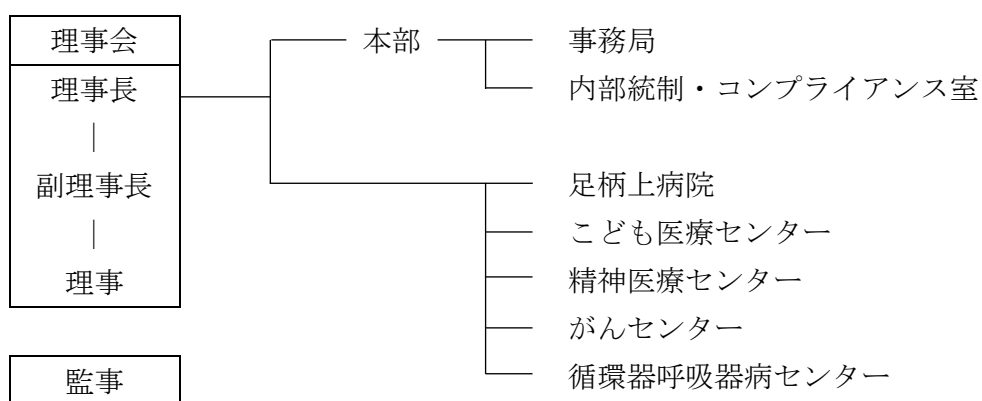 理事会
理事長
｜
副理事長
｜
理事
監事
本部
事務局
内部統制・コンプライアンス室
足柄上病院
こども医療センター
精神医療センター
がんセンター
循環器呼吸器病センター